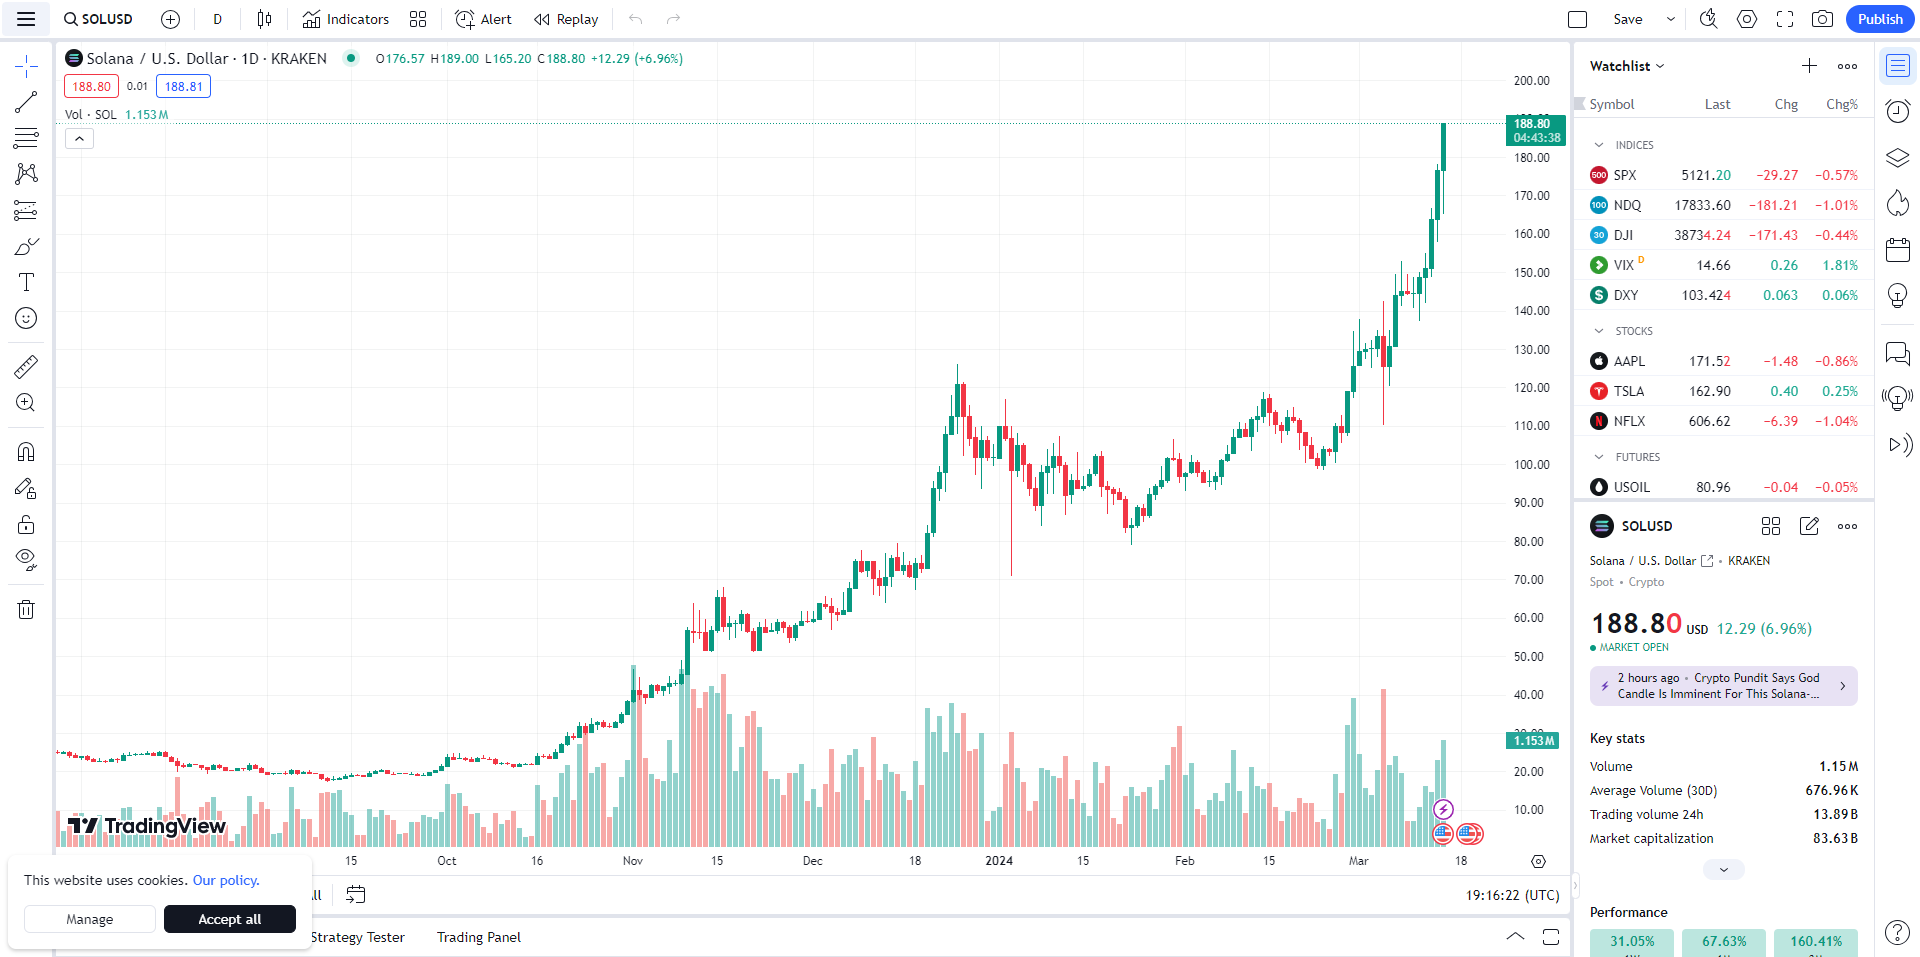 SOLUSD
D
Indicators
Alert
Replay
Save
Publish
Solana / U.S. Dollar · 1D · KRAKEN
O176.57 H189.00 L165.20 C188.80 +12.29 (+6.96%)
188.80 0.01 188.81
Vol · SOL 1.153 M
200.00
188.80
04:43:38
180.00
170.00
160.00
150.00
140.00
130.00
120.00
110.00
100.00
90.00
80.00
70.00
60.00
50.00
40.00
1.153 M
20.00
10.00
TradingView
15 Oct 16 Nov 15 Dec 18 2024 15 Feb 15 Mar 18
This website uses cookies. Our policy.
Manage
Accept all
19:16:22 (UTC)
Strategy Tester
Trading Panel
Watchlist
Symbol Last Chg Chg%
INDICES
500 SPX 5121.20 −29.27 −0.57%
100 NDQ 17833.60 −181.21 −1.01%
30 DJI 38734.24 −171.43 −0.44%
VIX D 14.66 0.26 1.81%
$ DXY 103.424 0.063 0.06%
STOCKS
AAPL 171.52 −1.48 −0.86%
TSLA 162.90 0.40 0.25%
N NFLX 606.62 −6.39 −1.04%
FUTURES
USOIL 80.96 −0.04 −0.05%
SOLUSD
Solana / U.S. Dollar • KRAKEN
Spot • Crypto
188.80 USD 12.29 (6.96%)
MARKET OPEN
2 hours ago • Crypto Pundit Says God
Candle Is Imminent For This Solana-...
Key stats
Volume 1.15 M
Average Volume (30D) 676.96 K
Trading volume 24h 13.89 B
Market capitalization 83.63 B
Performance
31.05% 67.63% 160.41%